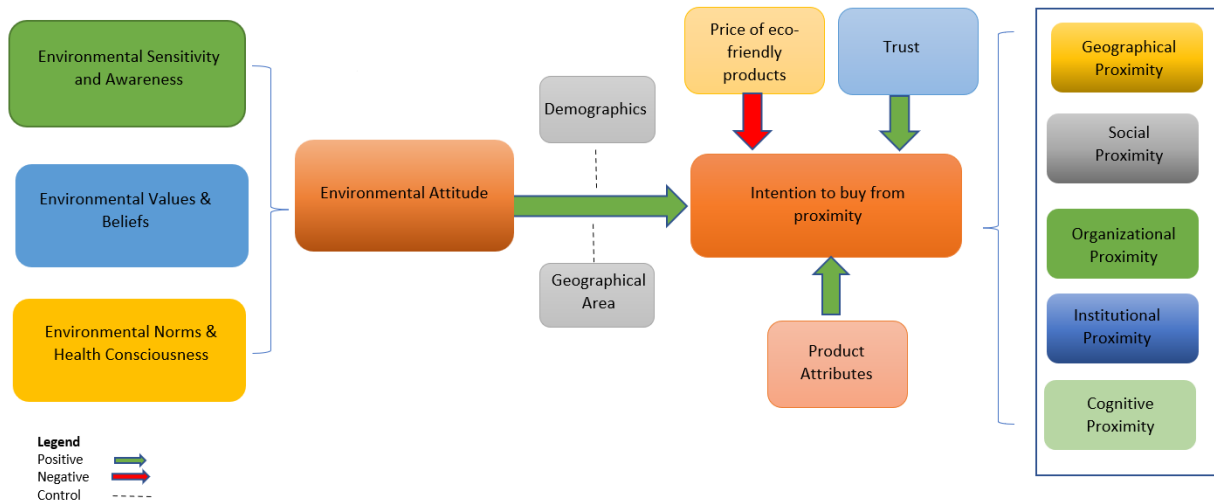 Environmental Sensitivity
and Awareness
Environmental Values &
Beliefs
Environmental Norms &
Health Consciousness
Environmental Attitude
Demographics
Geographical
Area
Price of eco-
friendly
products
Trust
Intention to buy from
proximity
Product
Attributes
Geographical
Proximity
Social
Proximity
Organizational
Proximity
Institutional
Proximity
Cognitive
Proximity
Legend
Positive
Negative
Control